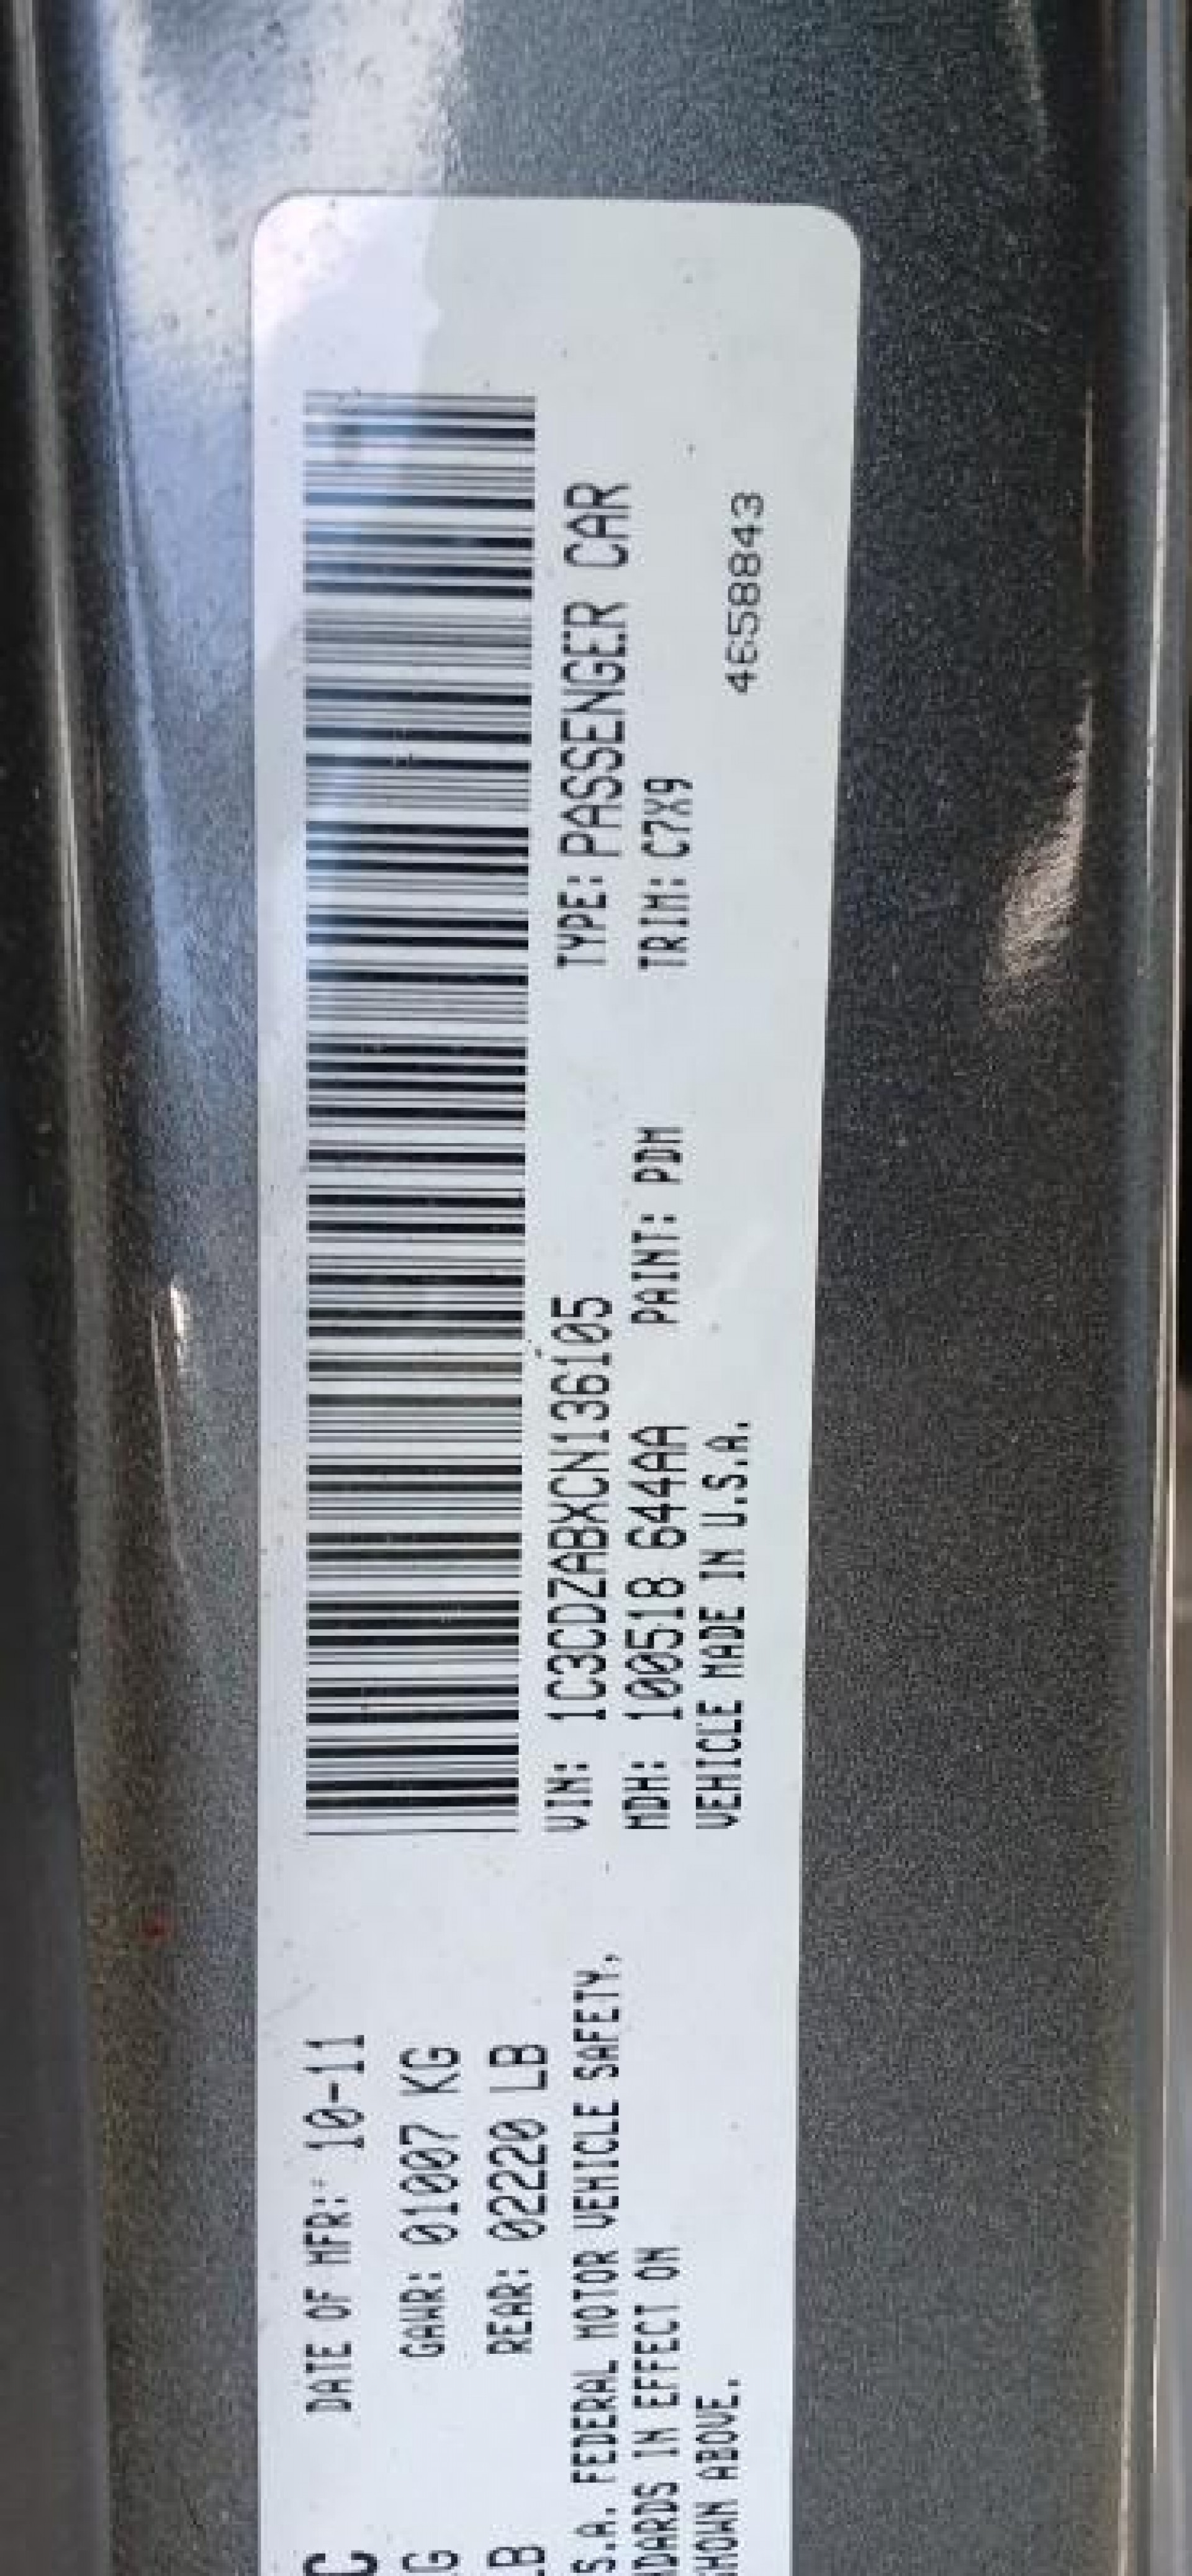 C DATE OF MFR: 10-11
G GAWR: 01007 KG
LB REAR: 02220 LB
S.A. FEDERAL MOTOR VEHICLE SAFETY,
DARDS IN EFFECT ON
HOWN ABOVE.
VIN: 1C3CDZABXCN136105 TYPE: PASSENGER CAR
MDH: 100518 644AA PAINT: PDM TRIM: C7X9
VEHICLE MADE IN U.S.A.
4658843